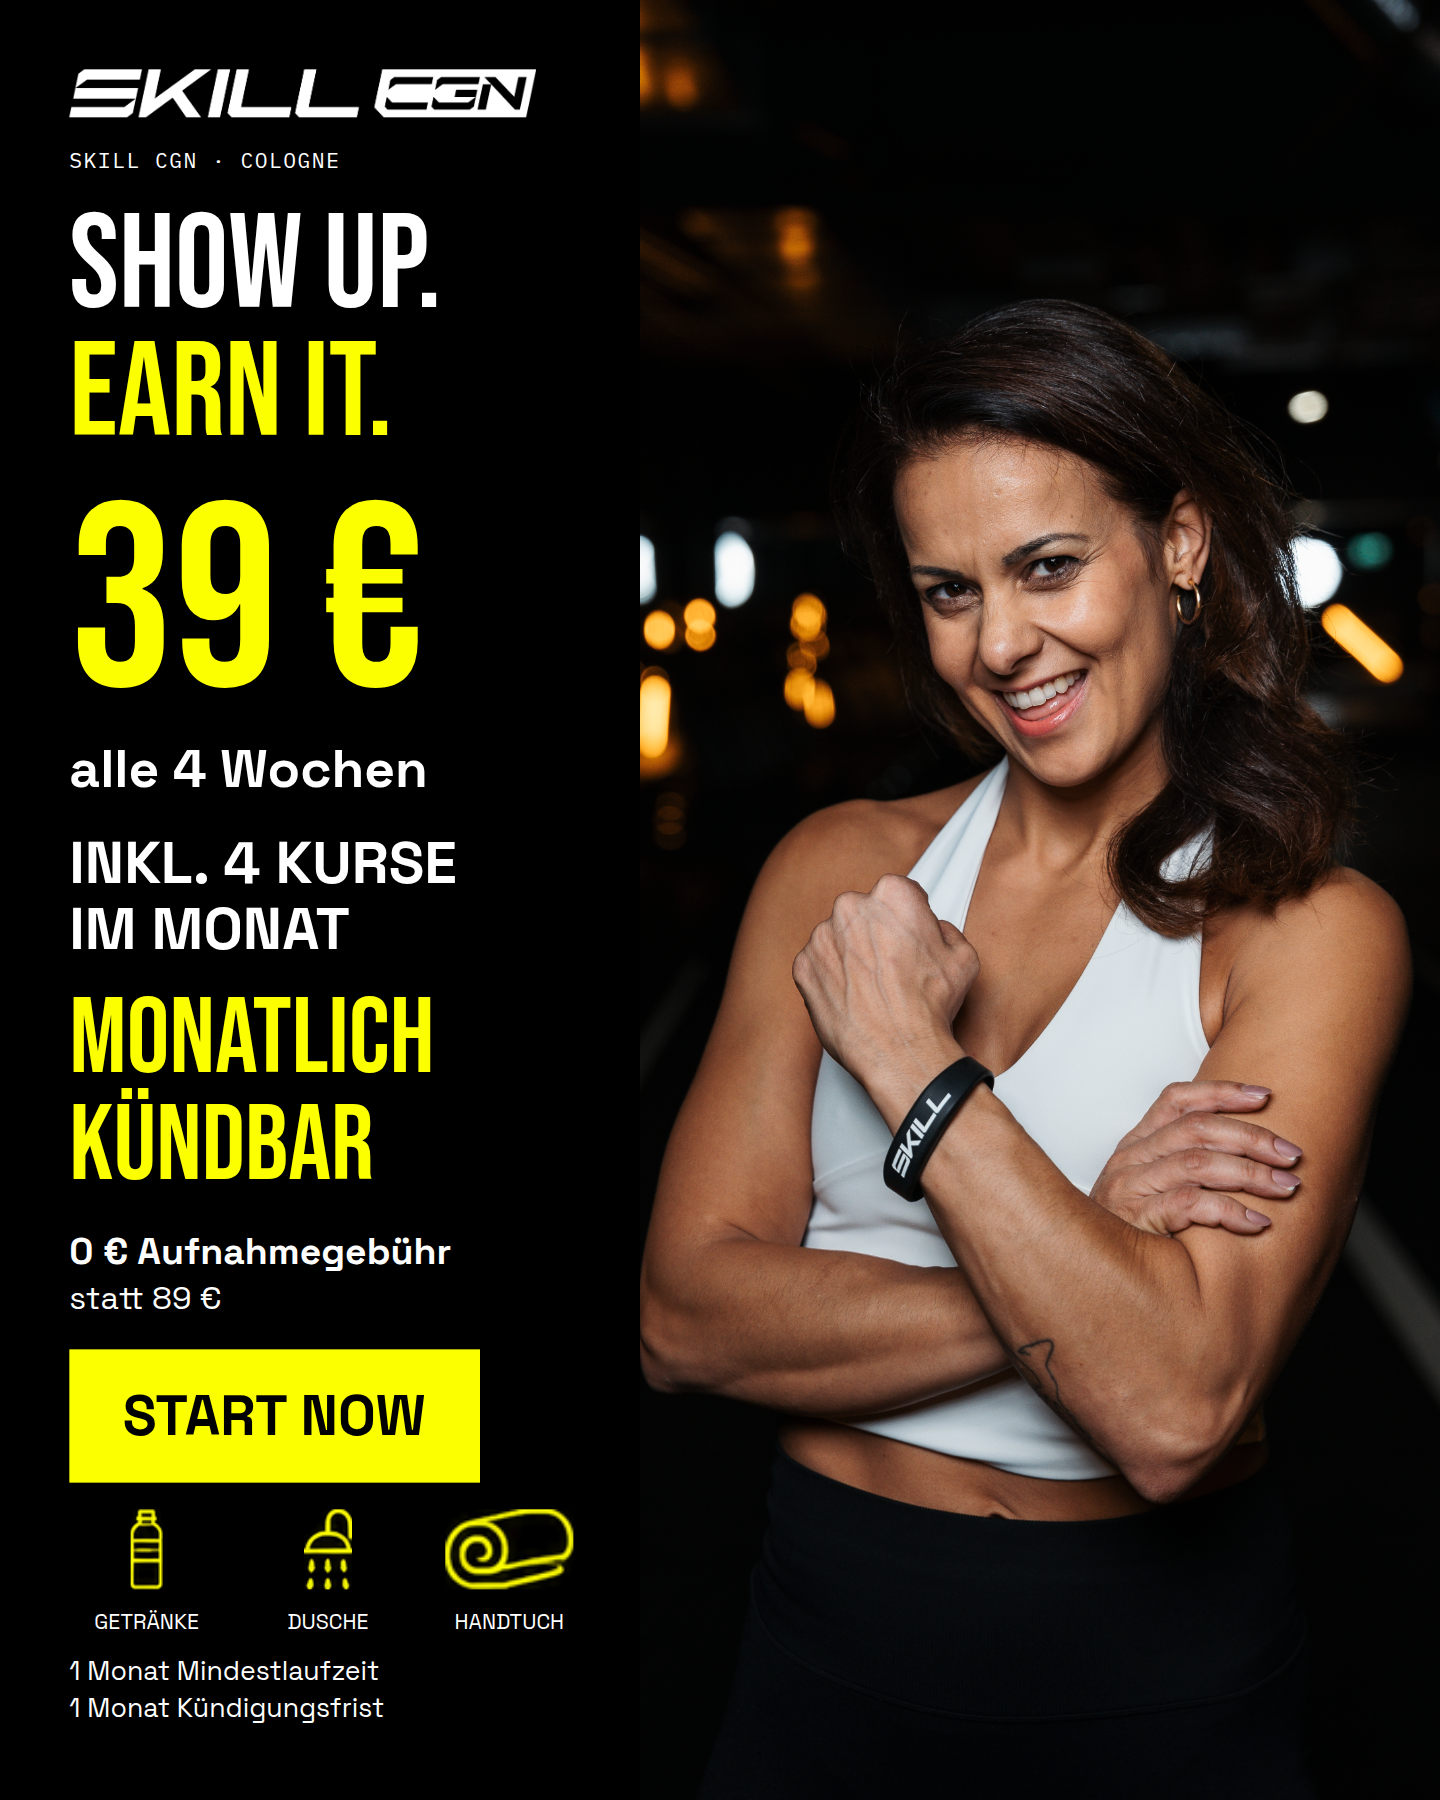 SKILL CGN
SKILL CGN · COLOGNE
SHOW UP.
EARN IT.
39 €
alle 4 Wochen
INKL. 4 KURSE
IM MONAT
MONATLICH
KÜNDBAR
0 € Aufnahmegebühr
statt 89 €
START NOW
GETRÄNKE DUSCHE HANDTUCH
1 Monat Mindestlaufzeit
1 Monat Kündigungsfrist
SKILL